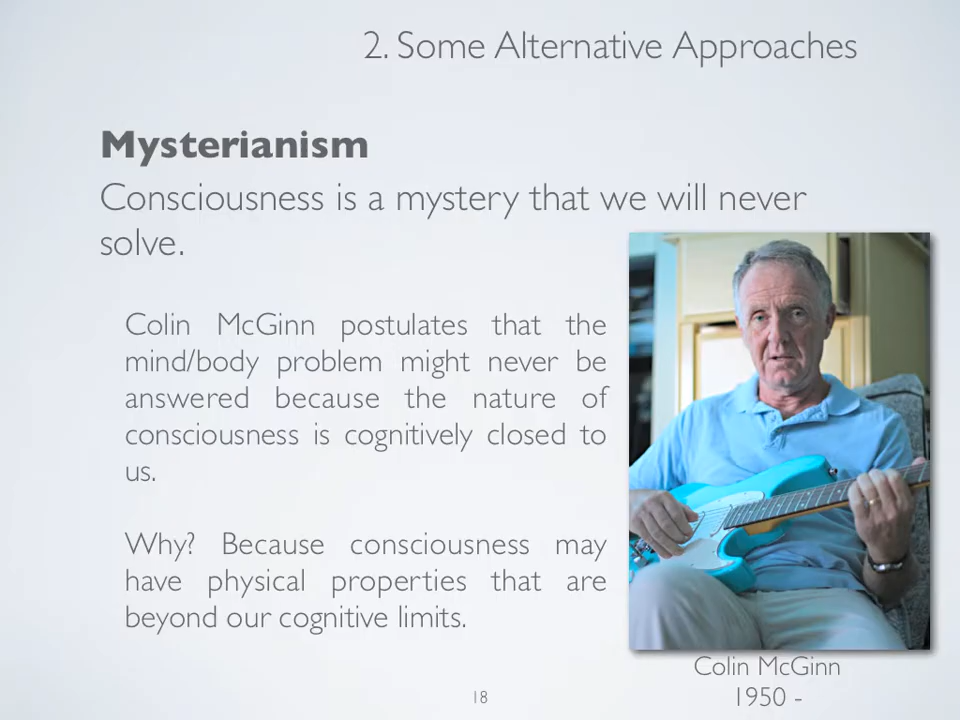 2. Some Alternative Approaches
Mysterianism
Consciousness is a mystery that we will never
solve.
Colin McGinn postulates that the
mind/body problem might never be
answered because the nature of
consciousness is cognitively closed to
us.
Why? Because consciousness may
have physical properties that are
beyond our cognitive limits.
Colin McGinn
1950 -
18